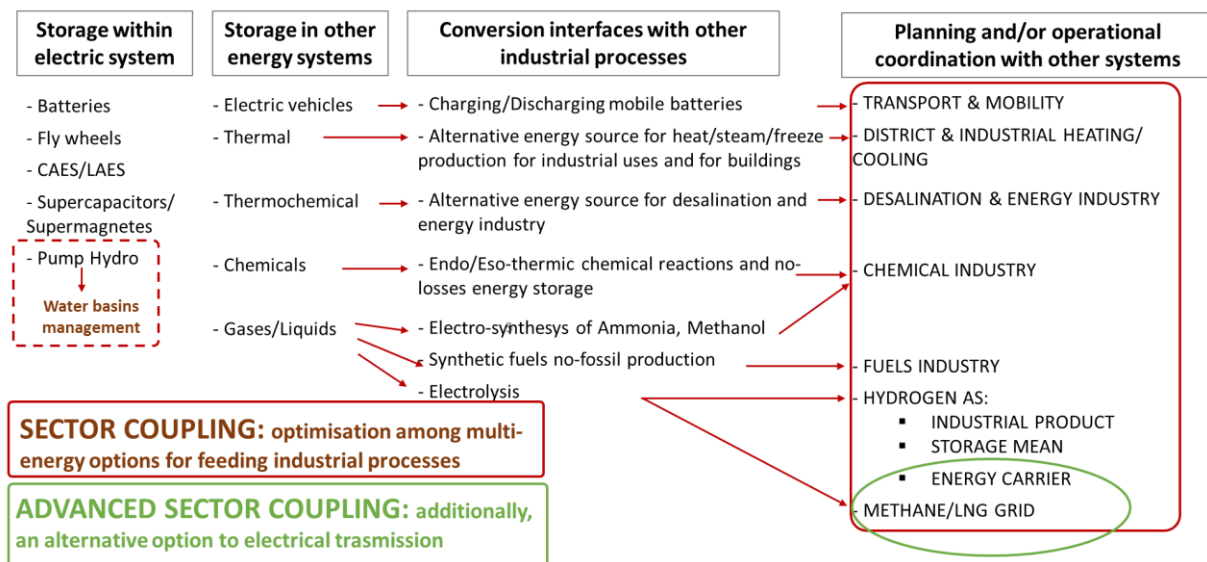 Storage within
electric system
Storage in other
energy systems
Conversion interfaces with other
industrial processes
Planning and/or operational
coordination with other systems
- Batteries
- Fly wheels
- CAES/LAES
- Supercapacitors/
Supermagnetes
- Pump Hydro
Water basins
management
- Electric vehicles
- Thermal
- Thermochemical
- Chemicals
- Gases/Liquids
- Charging/Discharging mobile batteries
- Alternative energy source for heat/steam/freeze
production for industrial uses and for buildings
- Alternative energy source for desalination and
energy industry
- Endo/Eso-thermic chemical reactions and no-
losses energy storage
- Electro-synthesys of Ammonia, Methanol
- Synthetic fuels no-fossil production
- Electrolysis
- TRANSPORT & MOBILITY
- DISTRICT & INDUSTRIAL HEATING/
COOLING
- DESALINATION & ENERGY INDUSTRY
- CHEMICAL INDUSTRY
- FUELS INDUSTRY
- HYDROGEN AS:
▪ INDUSTRIAL PRODUCT
▪ STORAGE MEAN
▪ ENERGY CARRIER
- METHANE/LNG GRID
SECTOR COUPLING: optimisation among multi-
energy options for feeding industrial processes
ADVANCED SECTOR COUPLING: additionally,
an alternative option to electrical trasmission